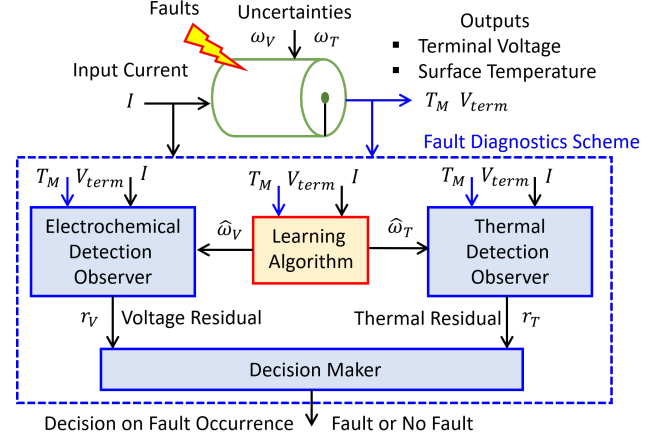 Faults
Uncertainties
ω_V ω_T
Outputs
▪ Terminal Voltage
▪ Surface Temperature
Input Current
I
T_M V_term
Fault Diagnostics Scheme
T_M V_term I
T_M V_term I
T_M V_term I
Electrochemical
Detection
Observer
ω̂_V
Learning
Algorithm
ω̂_T
Thermal
Detection
Observer
r_V Voltage Residual
Thermal Residual r_T
Decision Maker
Decision on Fault Occurrence
Fault or No Fault